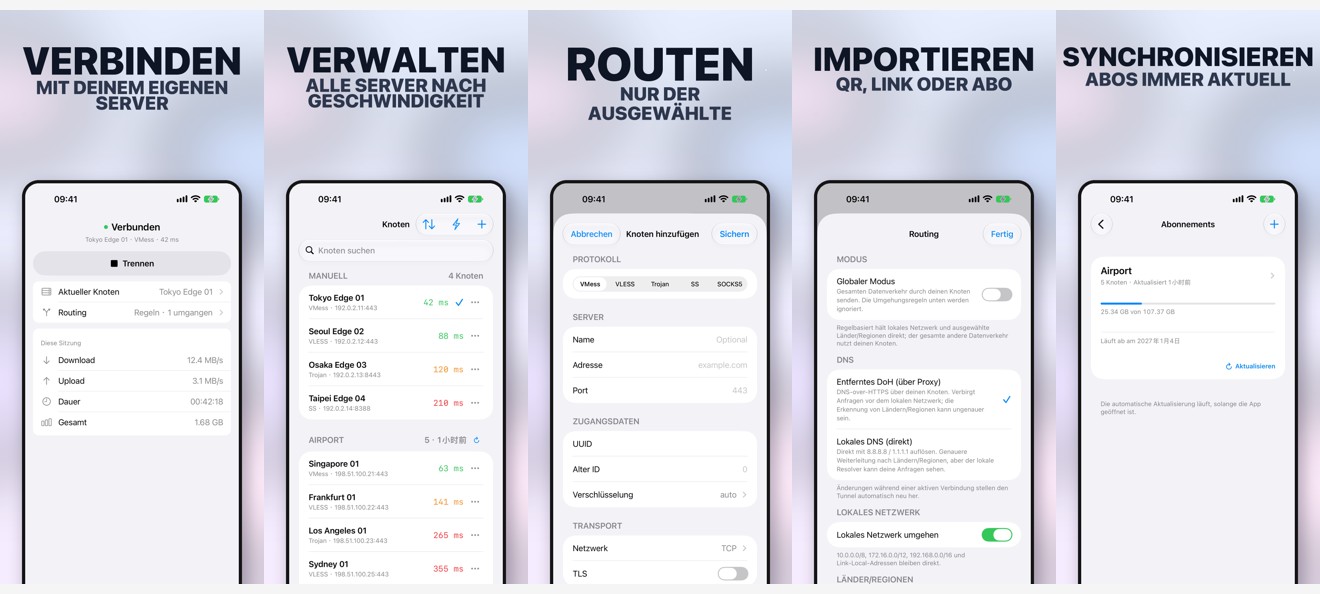 VERBINDEN
MIT DEINEM EIGENEN
SERVER
09:41
Verbunden
Tokyo Edge 01 · VMess · 42 ms
Trennen
Aktueller Knoten
Tokyo Edge 01
Routing
Regeln · 1 umgangen
Diese Sitzung
Download
12.4 MB/s
Upload
3.1 MB/s
Dauer
00:42:18
Gesamt
1.68 GB
VERWALTEN
ALLE SERVER NACH
GESCHWINDIGKEIT
09:41
Knoten
Knoten suchen
MANUELL
4 Knoten
Tokyo Edge 01
VMess · 192.0.2.11:443
42 ms
Seoul Edge 02
VLESS · 192.0.2.12:443
88 ms
Osaka Edge 03
Trojan · 192.0.2.13:8443
120 ms
Taipei Edge 04
SS · 192.0.2.14:8388
210 ms
AIRPORT
5 · 1小时前
Singapore 01
VMess · 198.51.100.21:443
63 ms
Frankfurt 01
VLESS · 198.51.100.22:443
141 ms
Los Angeles 01
Trojan · 198.51.100.23:443
265 ms
Sydney 01
VLESS · 198.51.100.25:443
355 ms
ROUTEN
NUR DER
AUSGEWÄHLTE
09:41
Abbrechen
Knoten hinzufügen
Sichern
PROTOKOLL
VMess
VLESS
Trojan
SS
SOCKS5
SERVER
Name
Optional
Adresse
example.com
Port
443
ZUGANGSDATEN
UUID
Alter ID
0
Verschlüsselung
auto
TRANSPORT
Netzwerk
TCP
TLS
IMPORTIEREN
QR, LINK ODER ABO
09:41
Routing
Fertig
MODUS
Globaler Modus
Gesamten Datenverkehr durch deinen Knoten
senden. Die Umgehungsregeln unten werden
ignoriert.
Regelbasiert hält lokales Netzwerk und ausgewählte
Länder/Regionen direkt; der gesamte andere Datenverkehr
nutzt deinen Knoten.
DNS
Entferntes DoH (über Proxy)
DNS-over-HTTPS über deinen Knoten. Verbirgt
Anfragen vor dem lokalen Netzwerk; die
Erkennung von Ländern/Regionen kann ungenauer
sein.
Lokales DNS (direkt)
Direkt mit 8.8.8.8 / 1.1.1.1 auflösen. Genauere
Weiterleitung nach Ländern/Regionen, aber der lokale
Resolver kann deine Anfragen sehen.
Änderungen während einer aktiven Verbindung stellen den
Tunnel automatisch neu her.
LOKALES NETZWERK
Lokales Netzwerk umgehen
10.0.0.0/8, 172.16.0.0/12, 192.168.0.0/16 und
Link-Local-Adressen bleiben direkt.
LÄNDER/REGIONEN
SYNCHRONISIEREN
ABOS IMMER AKTUELL
09:41
Abonnements
Airport
5 Knoten · Aktualisiert 1小时前
25.34 GB von 107.37 GB
Läuft ab am 2027年1月4日
Aktualisieren
Die automatische Aktualisierung läuft, solange die App
geöffnet ist.